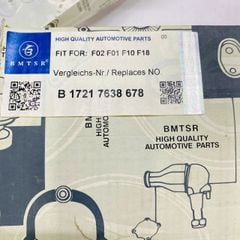 HIGH QUALITY AUTOMOTIVE PARTS
FIT FOR: F02 F01 F10 F18
BMTSR
Vergleichs-Nr./ Replaces NO.
B 1721 7638 678
BMTSR
HIGH QUALITY
AUTOMOTIVE PARTS